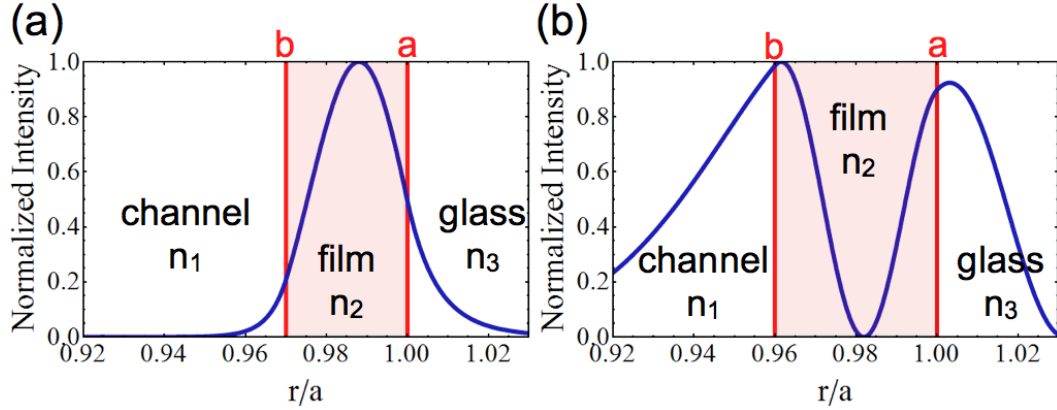 (a)
b
a
Normalized Intensity
1.0
0.8
0.6
0.4
0.2
0.0
channel
n1
film
n2
glass
n3
0.92
0.94
0.96
0.98
1.00
1.02
r/a
(b)
b
a
Normalized Intensity
1.0
0.8
0.6
0.4
0.2
0.0
film
n2
channel
n1
glass
n3
0.92
0.94
0.96
0.98
1.00
1.02
r/a